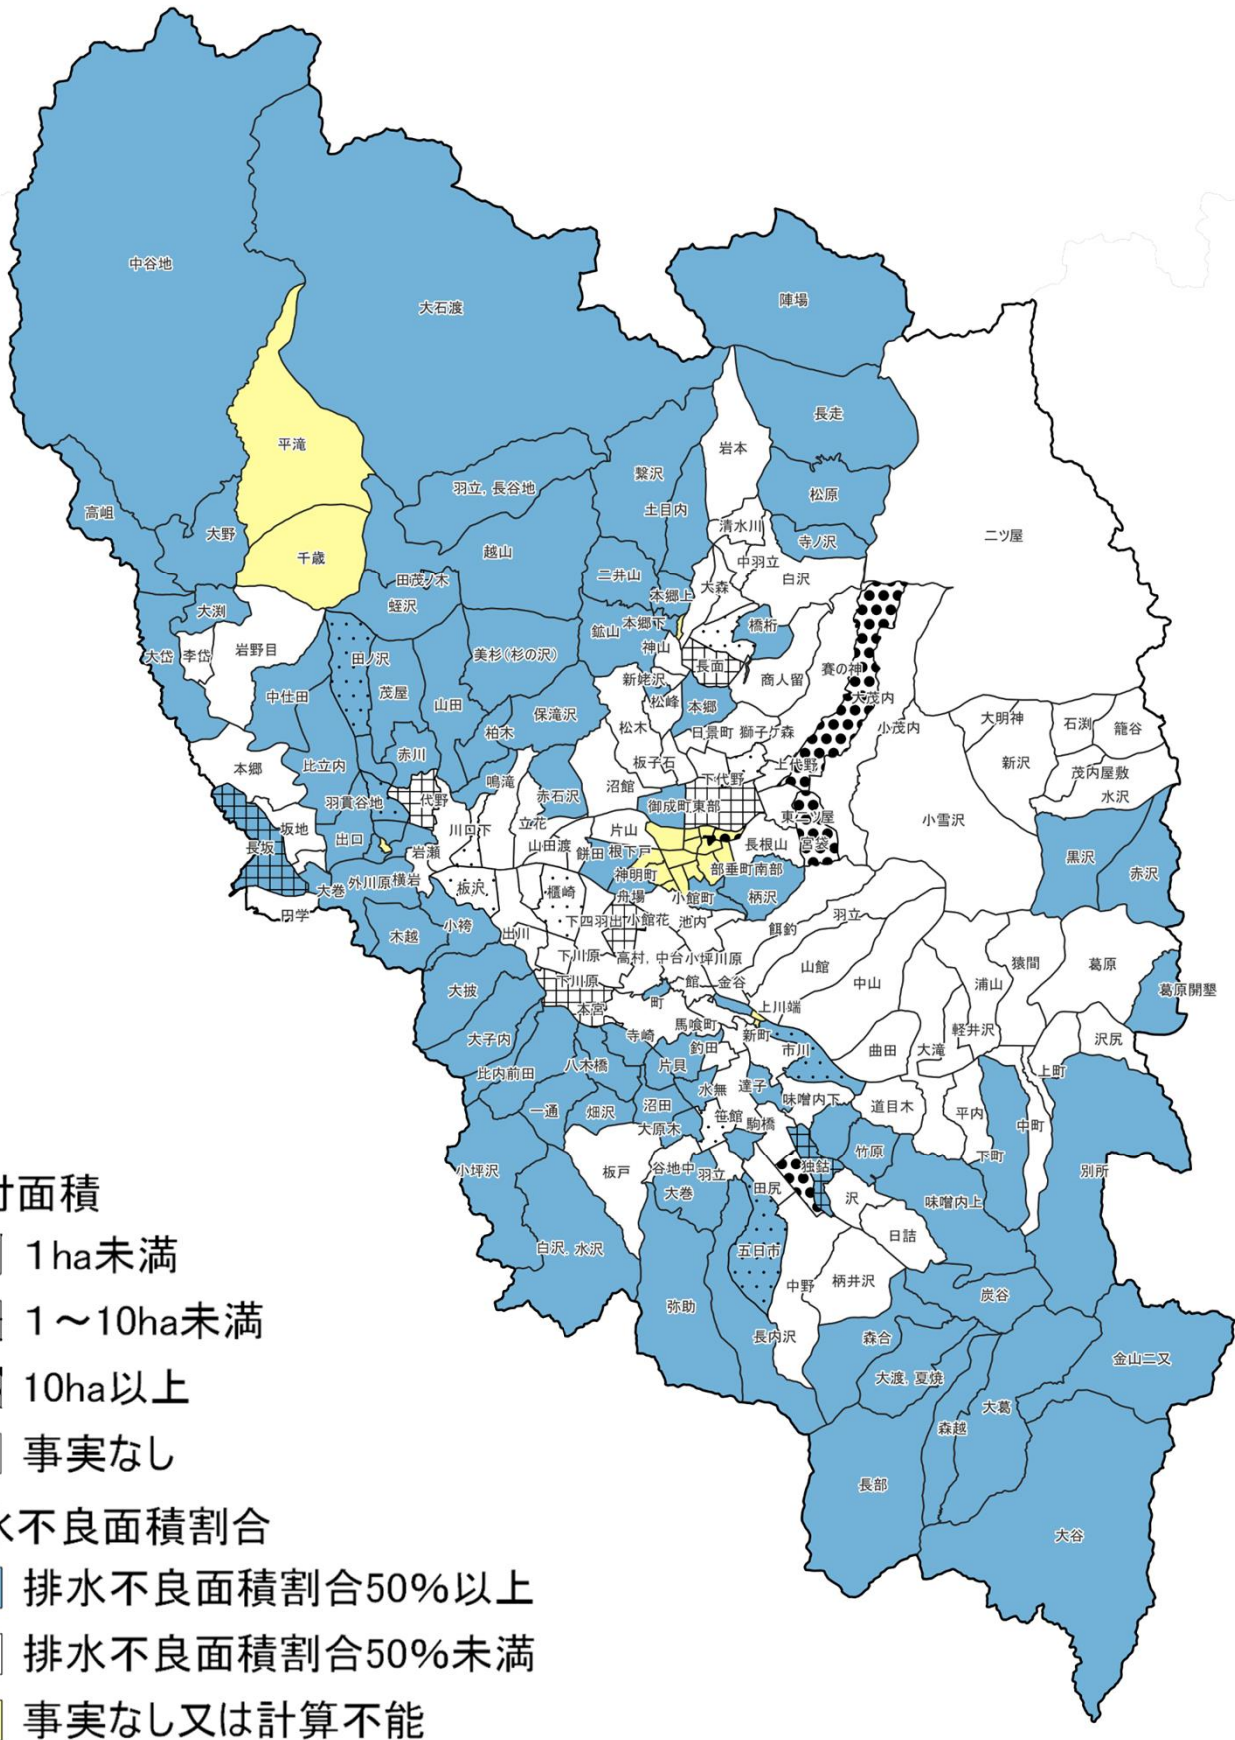 中谷地
大石渡
陣場
長走
平滝
岩本
繋沢
羽立, 長谷地
松原
土目内
高岨
大野
清水川
二ツ屋
寺ノ沢
越山
千歳
中羽立
二井山
田茂ノ木
白沢
大森
本郷上
蛭沢
大渕
橋桁
本郷下
鉱山
神山
岩野目
大岱
李岱
田ノ沢
美杉(杉の沢)
長面
賽の神
新姥沢
商人留
茂屋
中仕田
大茂内
松峰
山田
本郷
保滝沢
大明神
石渕
籠谷
小茂内
松木
柏木
日景町
獅子ヶ森
赤川
新沢
板子石
上代野
比立内
本郷
茂内屋敷
下代野
鳴滝
沼館
赤石沢
水沢
代野
羽貫谷地
御成町東部
東二ツ屋
小雪沢
立花
川口下
片山
坂地
出口
宮袋
長根山
山田渡
長坂
根下戸
餅田
岩瀬
黒沢
部垂町南部
赤沢
神明町
横岩
外川原
大巻
板沢
櫃崎
舟場
小館町
柄沢
羽立
囲学
下四羽出
小館花
池内
小袴
餌釣
出川
木越
下川原
高村, 中台
小坪川原
猿間
葛原
山館
下川原
館
金谷
中山
浦山
大披
葛原開墾
町
本宮
上川端
馬喰町
軽井沢
大子内
寺崎
新町
沢尻
釣田
市川
曲田
大滝
八木橋
片貝
比内前田
上町
水無
達子
味噌内下
沼田
道目木
一通
畑沢
平内
笹館
駒橋
中町
大原木
竹原
下町
小坪沢
板戸
谷地中
羽立
独鈷
別所
田尻
大巻
沢
味噌内上
日詰
白沢, 水沢
五日市
柄井沢
中野
炭谷
弥助
長内沢
森合
金山二又
大渡, 夏焼
大葛
森越
長部
大谷
付面積
1ha未満
1～10ha未満
10ha以上
事実なし
水不良面積割合
排水不良面積割合50%以上
排水不良面積割合50%未満
事実なし又は計算不能